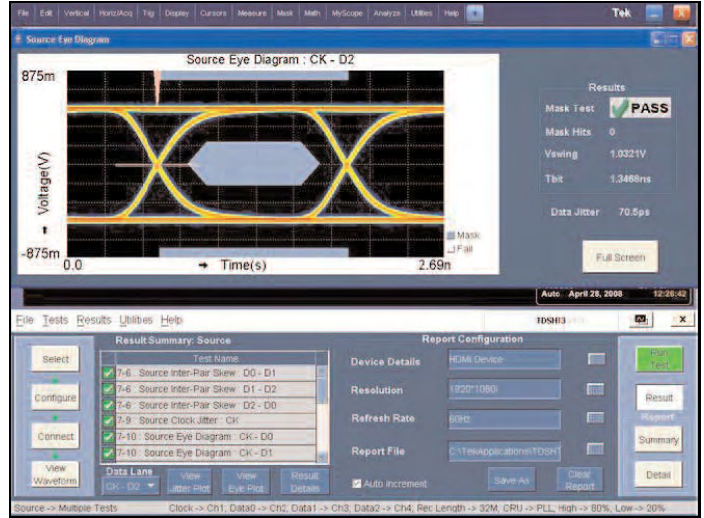 File Edit Vertical Horiz/Acq Trig Display Cursors Measure Mask Math MyScope Analyze Utilities Help Tek
Source Eye Diagram
Source Eye Diagram : CK - D2
875m
Voltage(V)
-875m
0.0
Time(s)
2.69n
Mask
Fail
Results
Mask Test PASS
Mask Hits 0
Vswing 1.0321V
Tbit 1.3468ns
Data Jitter 70.5ps
Full Screen
Auto April 28, 2008 12:26:42
File Tests Results Utilities Help TDSHT3 X
Result Summary: Source
Test Name
7-6 : Source Inter-Pair Skew : D0 - D1
7-6 : Source Inter-Pair Skew : D1 - D2
7-6 : Source Inter-Pair Skew : D2 - D0
7-9 : Source Clock Jitter : CK
7-10 : Source Eye Diagram : CK - D0
7-10 : Source Eye Diagram : CK - D1
Select
Configure
Connect
View Waveform
Data Lane
CK - D2
View Jitter Plot
View Eye Plot
Result Details
Report Configuration
Device Details HDMI Device
Resolution 1920*1080i
Refresh Rate 60Hz
Report File C:\TekApplications\TDSHT
Auto increment
Save As
Clear Report
Run Test
Result
Report
Summary
Detail
Source -> Multiple Tests Clock -> Ch1, Data0 -> Ch2, Data1 -> Ch3, Data2 -> Ch4; Rec Length -> 32M, CRU -> PLL, High -> 80%, Low -> 20%